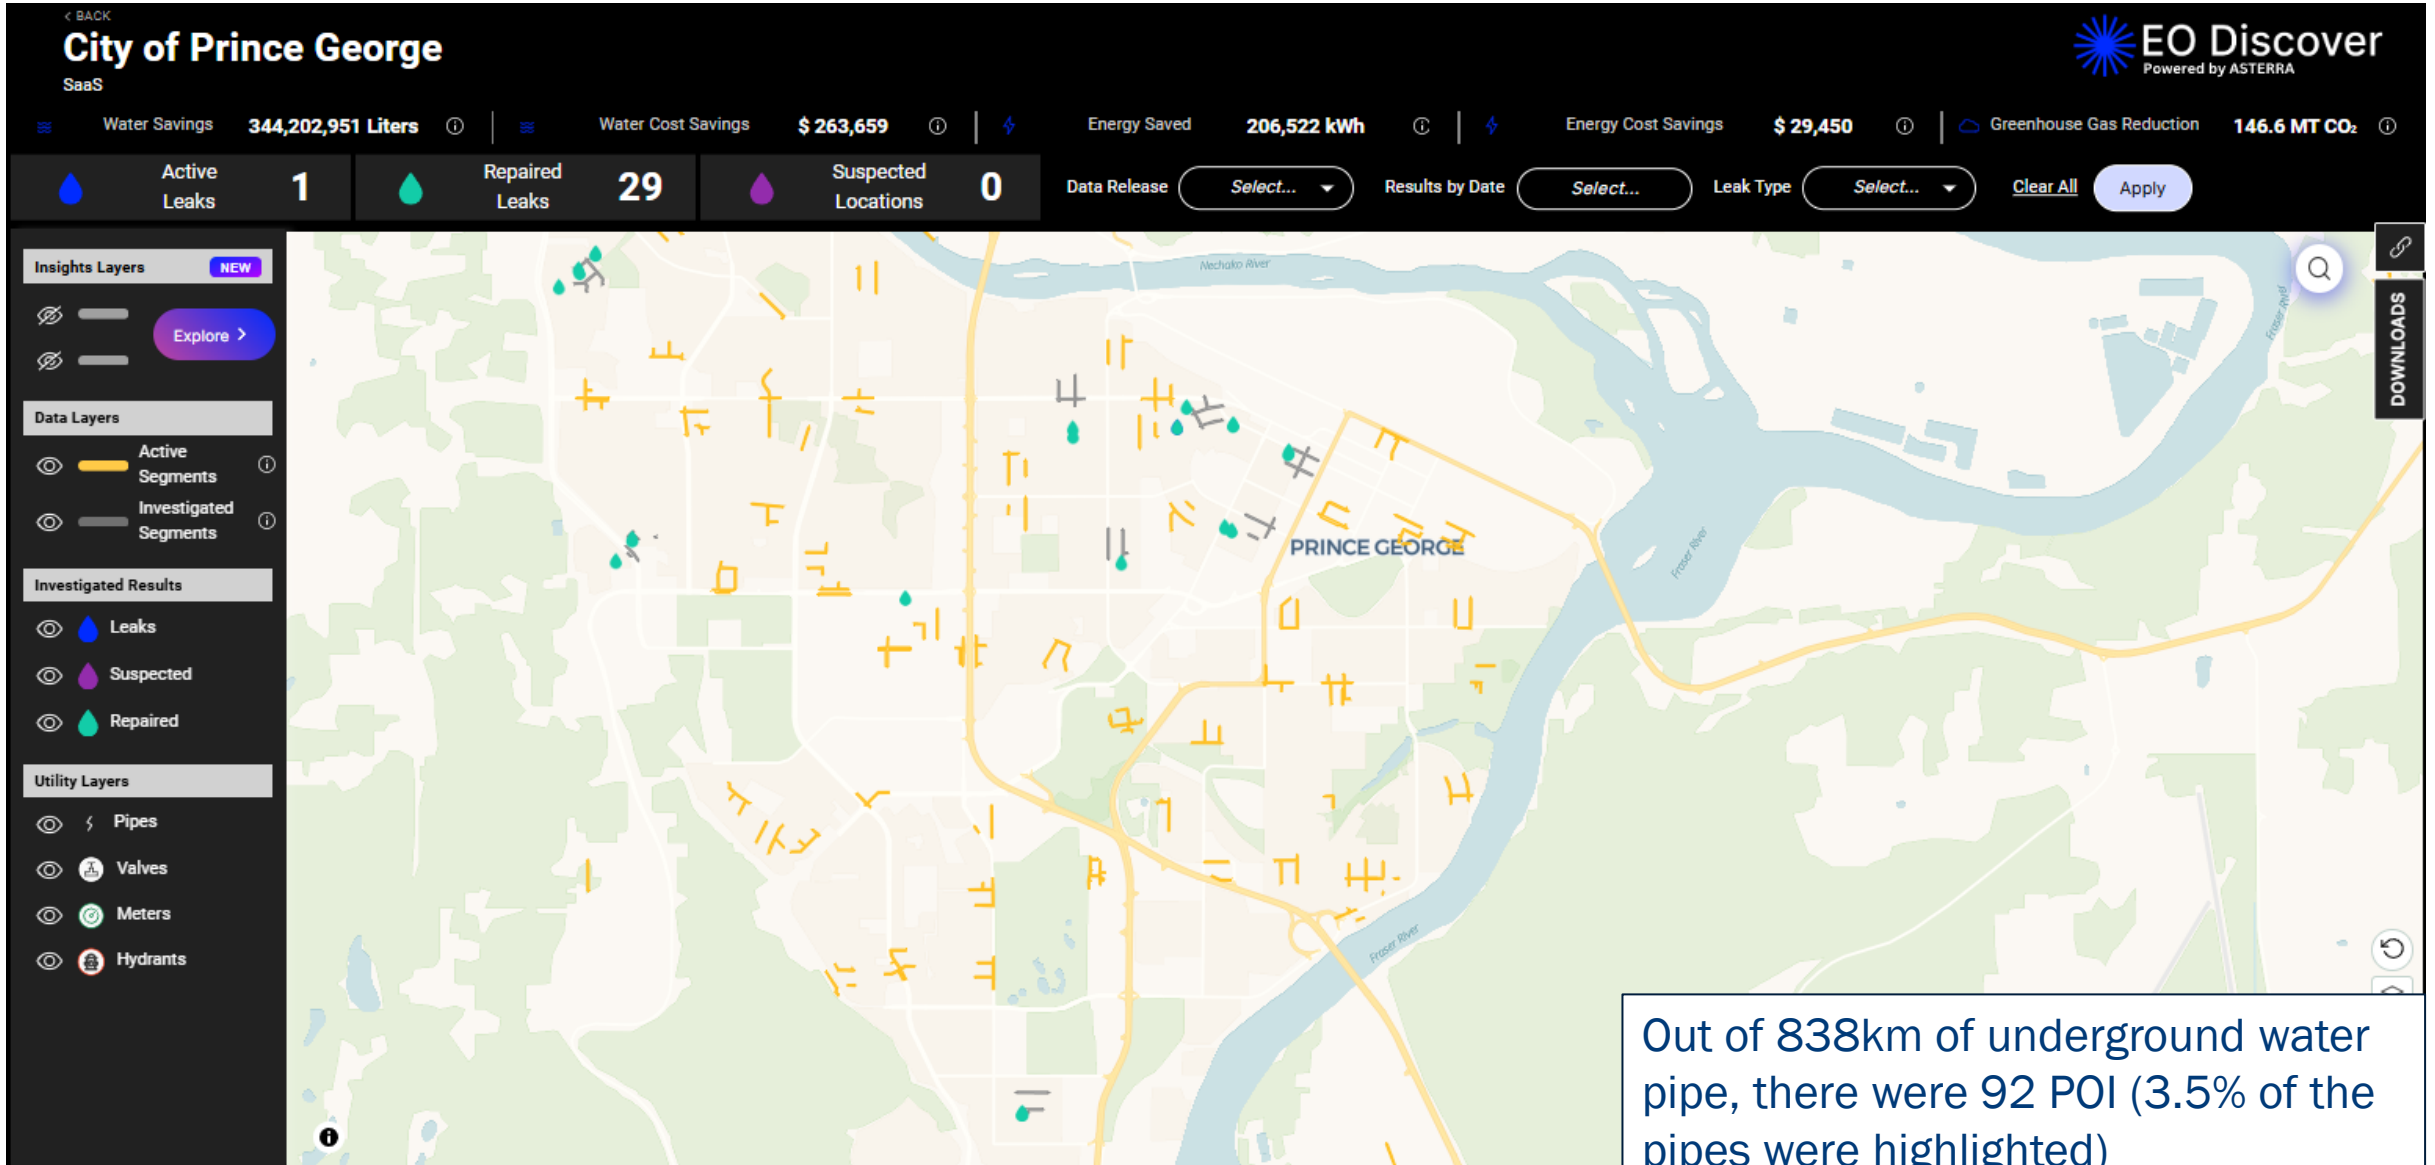 < BACK
City of Prince George
SaaS
EO Discover
Powered by ASTERRA
Water Savings 344,202,951 Liters
Water Cost Savings $ 263,659
Energy Saved 206,522 kWh
Energy Cost Savings $ 29,450
Greenhouse Gas Reduction 146.6 MT CO₂
Active
Leaks 1
Repaired
Leaks 29
Suspected
Locations 0
Data Release Select...
Results by Date Select...
Leak Type Select...
Clear All
Apply
Insights Layers NEW
Explore >
Data Layers
Active
Segments
Investigated
Segments
Investigated Results
Leaks
Suspected
Repaired
Utility Layers
Pipes
Valves
Meters
Hydrants
Nechako River
Fraser River
DOWNLOADS
PRINCE GEORGE
Fraser River
Fraser River
Out of 838km of underground water
pipe, there were 92 POI (3.5% of the
pipes were highlighted)